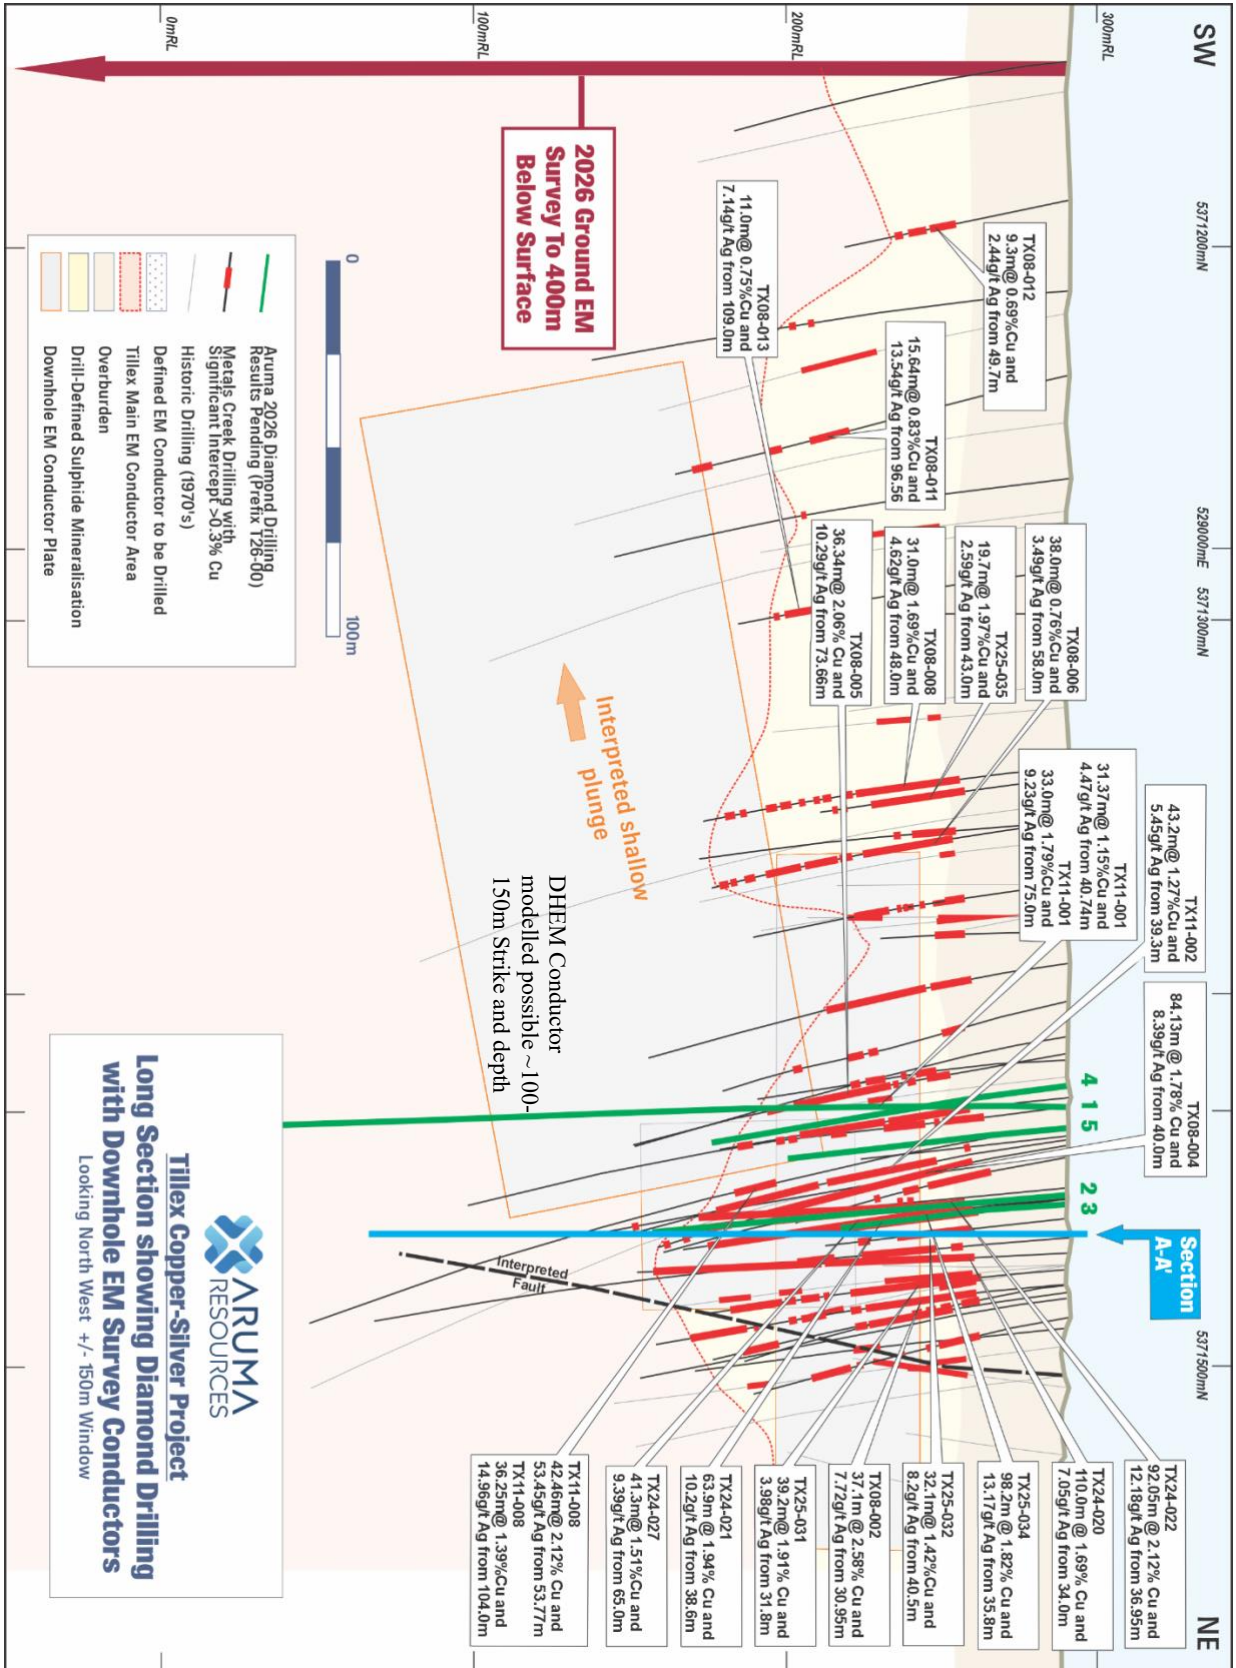 SW
NE
300mRL
200mRL
100mRL
0mRL
5371200mN
529000mE
5371300mN
5371500mN
4 1 5
2 3
Section
A-A'
TX08-012
9.3m@ 0.69%Cu and
2.44g/t Ag from 49.7m
TX08-011
15.64m@ 0.83%Cu and
13.54g/t Ag from 96.56
TX08-013
11.0m@ 0.75%Cu and
7.14g/t Ag from 109.0m
TX08-006
38.0m@ 0.76%Cu and
3.49g/t Ag from 58.0m
TX25-035
19.7m@ 1.97%Cu and
2.59g/t Ag from 43.0m
TX08-008
31.0m@ 1.69%Cu and
4.62g/t Ag from 48.0m
TX08-005
36.34m@ 2.06% Cu and
10.29g/t Ag from 73.66m
TX11-002
43.2m@ 1.27%Cu and
5.45g/t Ag from 39.3m
TX11-001
31.37m@ 1.15%Cu and
4.47g/t Ag from 40.74m
TX11-001
33.0m@ 1.79%Cu and
9.23g/t Ag from 75.0m
TX08-004
84.13m @ 1.78% Cu and
8.39g/t Ag from 40.0m
TX24-022
92.05m @ 2.12% Cu and
12.18g/t Ag from 36.95m
TX24-020
110.0m @ 1.69% Cu and
7.05g/t Ag from 34.0m
TX25-034
98.2m @ 1.82% Cu and
13.17g/t Ag from 35.8m
TX25-032
32.1m@ 1.42%Cu and
8.2g/t Ag from 40.5m
TX08-002
37.1m @ 2.58% Cu and
7.72g/t Ag from 30.95m
TX25-031
39.2m@ 1.91% Cu and
3.98g/t Ag from 31.8m
TX24-021
63.9m @ 1.94% Cu and
10.2g/t Ag from 38.6m
TX24-027
41.3m@ 1.51%Cu and
9.39g/t Ag from 65.0m
TX11-008
42.46m@ 2.12% Cu and
53.45g/t Ag from 53.77m
TX11-008
36.25m@ 1.39%Cu and
14.96g/t Ag from 104.0m
2026 Ground EM
Survey To 400m
Below Surface
Interpreted shallow
plunge
DHEM Conductor
modelled possible ~100-
150m Strike and depth
Interpreted
Fault
0
100m
Aruma 2026 Diamond Drilling
Results Pending (Prefix T26-00)
Metals Creek Drilling with
Significant Intercept >0.3% Cu
Historic Drilling (1970's)
Defined EM Conductor to be Drilled
Tillex Main EM Conductor Area
Overburden
Drill-Defined Sulphide Mineralisation
Downhole EM Conductor Plate
ARUMA
RESOURCES
Tillex Copper-Silver Project
Long Section showing Diamond Drilling
with Downhole EM Survey Conductors
Looking North West +/- 150m Window